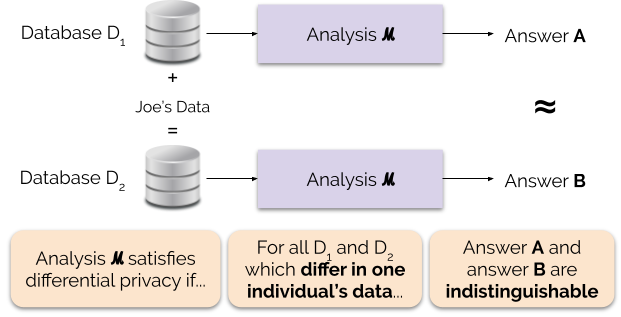 Database D₁
Analysis 𝓜
Answer A
+
Joe's Data
=
≈
Database D₂
Analysis 𝓜
Answer B
Analysis 𝓜 satisfies
differential privacy if...
For all D₁ and D₂
which differ in one
individual's data...
Answer A and
answer B are
indistinguishable